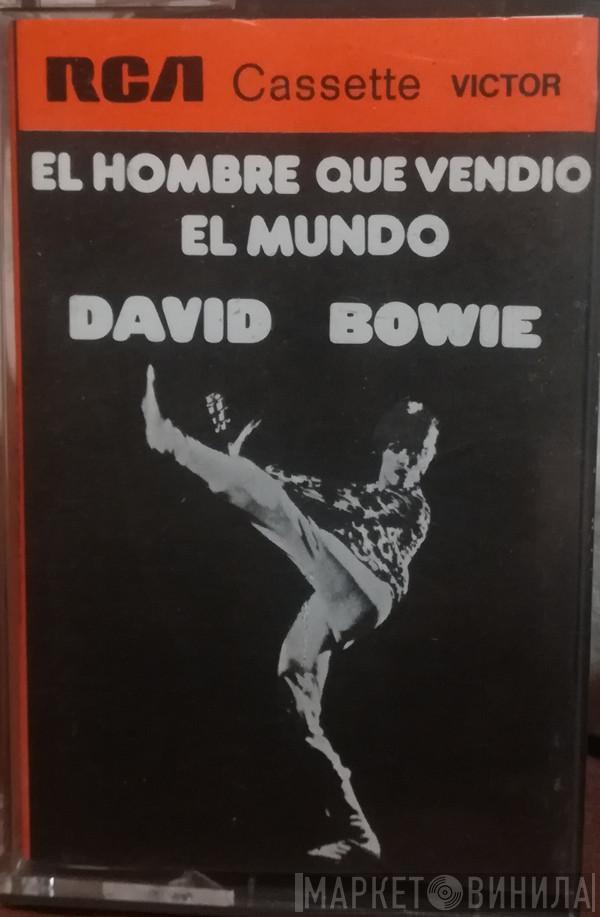 RCA Cassette VICTOR
EL HOMBRE QUE VENDIO
EL MUNDO
DAVID BOWIE
МАРКЕТ ВИНИЛА